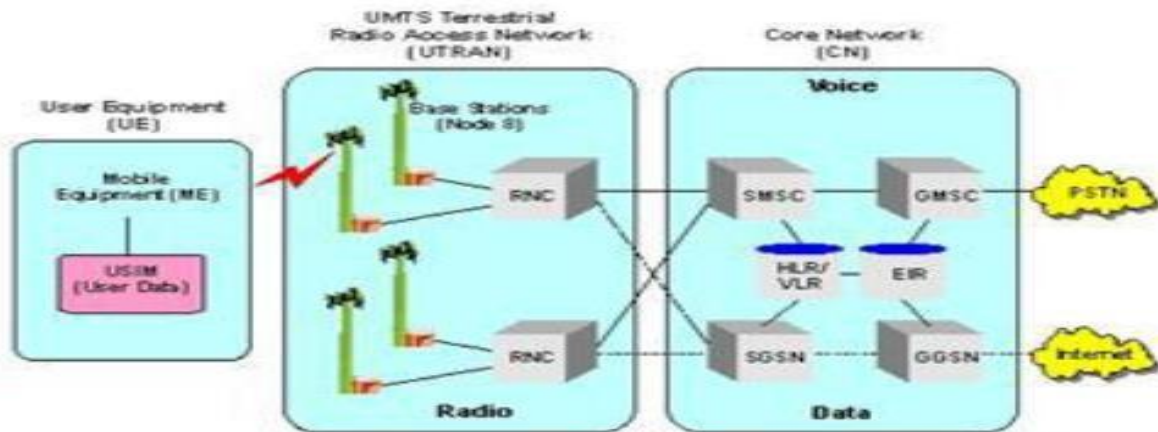 UMTS Terrestrial
Radio Access Network
(UTRAN)
Core Network
(CN)
User Equipment
(UE)
Mobile
Equipment (ME)
USIM
(User Data)
Base Stations
(Node B)
RNC
RNC
Radio
Voice
SMSC
GMSC
HLR/
VLR
EIR
SGSN
GGSN
Data
PSTN
Internet